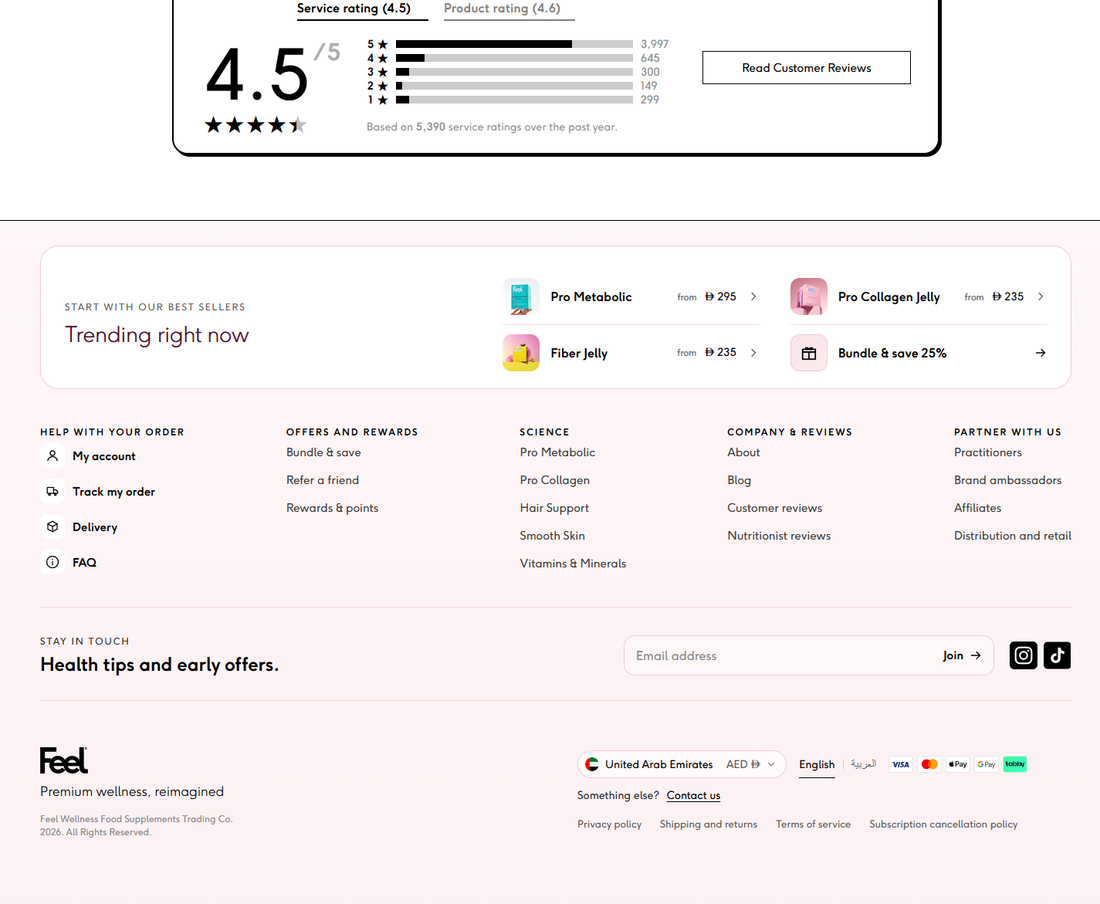 Service rating (4.5) Product rating (4.6)
4.5 /5
5 ★ 3,997
4 ★ 645
3 ★ 300
2 ★ 149
1 ★ 299
Based on 5,390 service ratings over the past year.
Read Customer Reviews
START WITH OUR BEST SELLERS
Trending right now
Feel
Pro Metabolic from 295
Pro Collagen Jelly from 235
Fiber Jelly from 235
Bundle & save 25%
HELP WITH YOUR ORDER
My account
Track my order
Delivery
FAQ
OFFERS AND REWARDS
Bundle & save
Refer a friend
Rewards & points
SCIENCE
Pro Metabolic
Pro Collagen
Hair Support
Smooth Skin
Vitamins & Minerals
COMPANY & REVIEWS
About
Blog
Customer reviews
Nutritionist reviews
PARTNER WITH US
Practitioners
Brand ambassadors
Affiliates
Distribution and retail
STAY IN TOUCH
Health tips and early offers.
Email address Join
Feel
Premium wellness, reimagined
Feel Wellness Food Supplements Trading Co.
2026. All Rights Reserved.
United Arab Emirates AED English العربية VISA Pay G Pay tabby
Something else? Contact us
Privacy policy Shipping and returns Terms of service Subscription cancellation policy